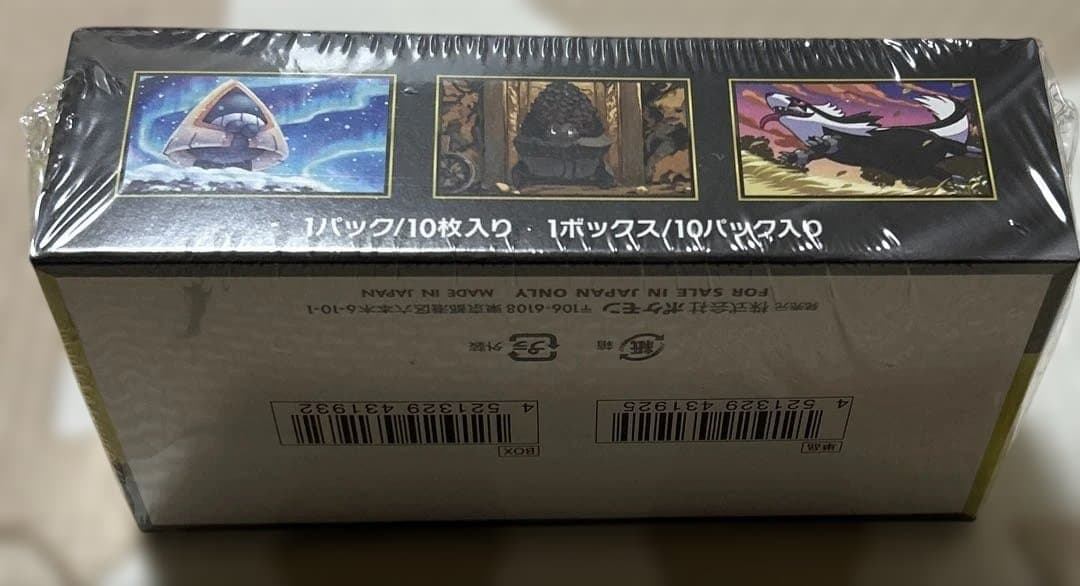 1パック/10枚入り・1ボックス/10パック入り
FOR SALE IN JAPAN ONLY MADE IN JAPAN
発売元 株式会社ポケモン 〒106-6108 東京都港区六本木6-10-1
紙 箱 プラ 外装
4 521329 431925
4 521329 431932
単品
BOX